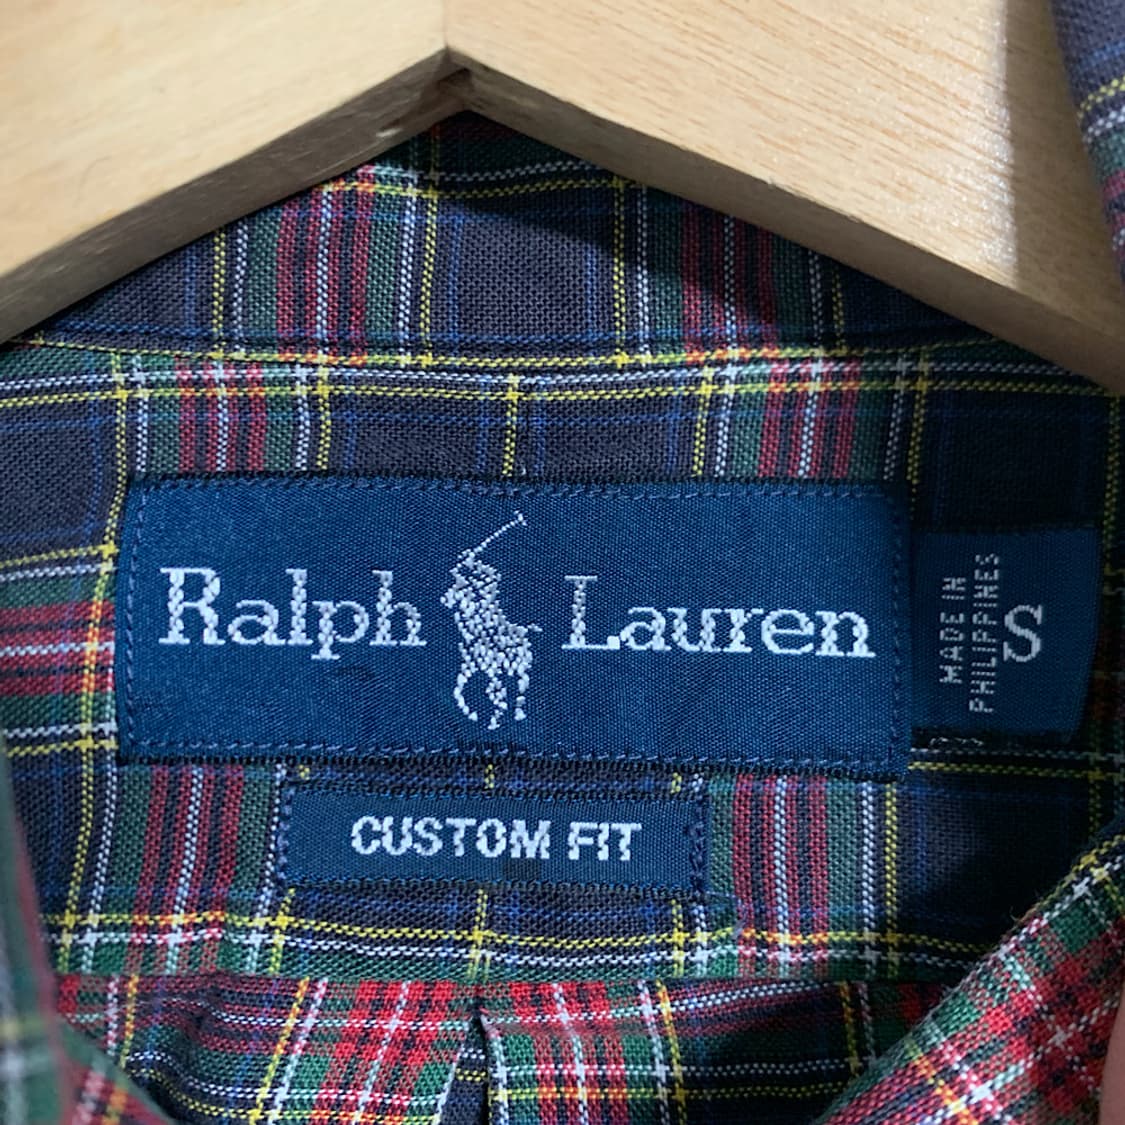 Ralph Lauren
MADE IN
PHILIPPINES
S
CUSTOM FIT